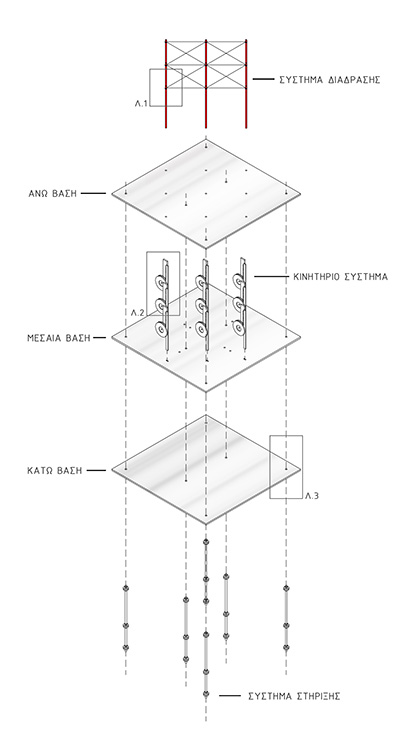 ΣΥΣΤΗΜΑ ΔΙΑΔΡΑΣΗΣ
Λ.1
ΑΝΩ ΒΑΣΗ
ΚΙΝΗΤΗΡΙΟ ΣΥΣΤΗΜΑ
Λ.2
ΜΕΣΑΙΑ ΒΑΣΗ
ΚΑΤΩ ΒΑΣΗ
Λ.3
ΣΥΣΤΗΜΑ ΣΤΗΡΙΞΗΣ